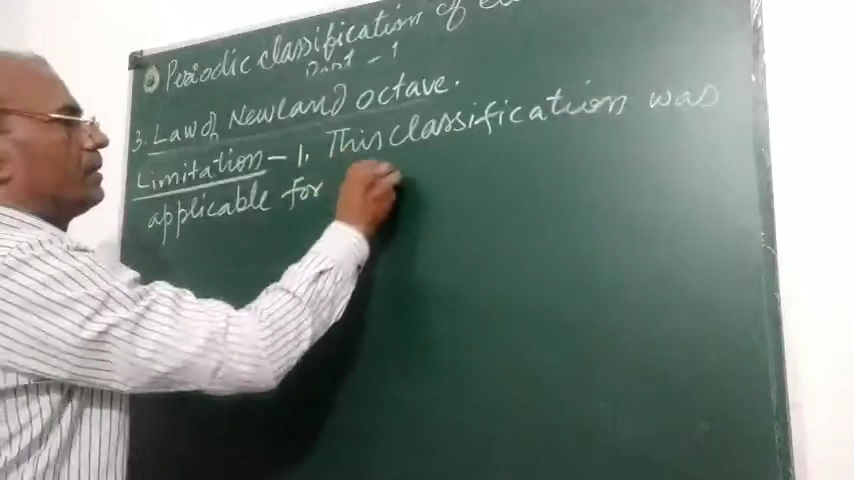 Periodic classification of
Part - 1
3. Law of Newland octave.
Limitation - 1. This classification was
applicable for